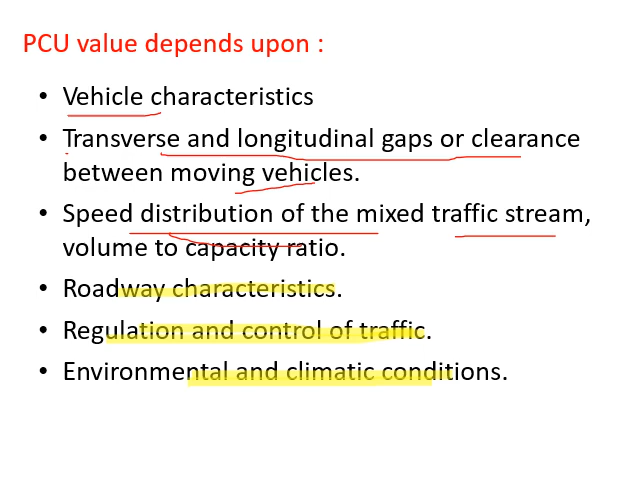 PCU value depends upon :
• Vehicle characteristics
• Transverse and longitudinal gaps or clearance
between moving vehicles.
• Speed distribution of the mixed traffic stream,
volume to capacity ratio.
• Roadway characteristics.
• Regulation and control of traffic.
• Environmental and climatic conditions.